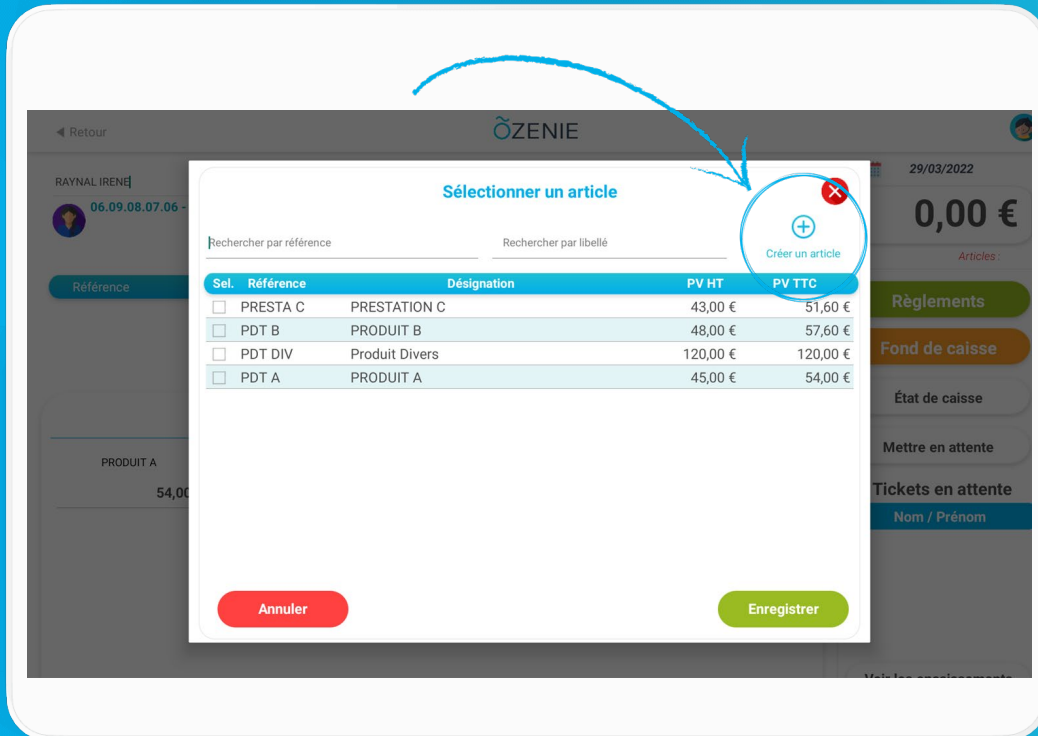 ◀ Retour
ÕZENIE
RAYNAL IRENE
06.09.08.07.06 -
29/03/2022
0,00 €
Articles :
Référence
Règlements
Fond de caisse
État de caisse
Mettre en attente
Tickets en attente
Nom / Prénom
PRODUIT A
54,00
Sélectionner un article
Rechercher par référence
Rechercher par libellé
Créer un article
Sel. Référence Désignation PV HT PV TTC
PRESTA C PRESTATION C 43,00 € 51,60 €
PDT B PRODUIT B 48,00 € 57,60 €
PDT DIV Produit Divers 120,00 € 120,00 €
PDT A PRODUIT A 45,00 € 54,00 €
Annuler
Enregistrer